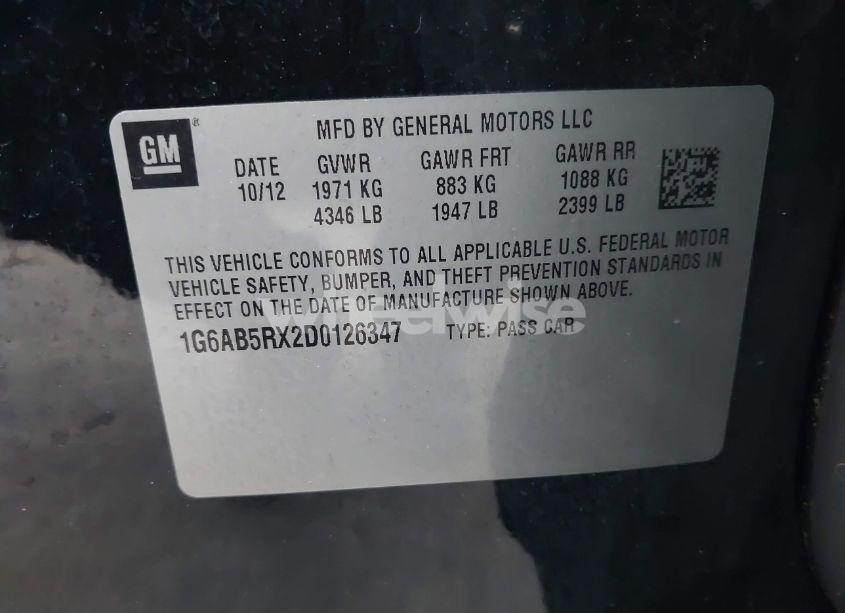 GM®
MFD BY GENERAL MOTORS LLC
DATE GVWR GAWR FRT GAWR RR
10/12 1971 KG 883 KG 1088 KG
4346 LB 1947 LB 2399 LB
THIS VEHICLE CONFORMS TO ALL APPLICABLE U.S. FEDERAL MOTOR
VEHICLE SAFETY, BUMPER, AND THEFT PREVENTION STANDARDS IN
EFFECT ON THE DATE OF MANUFACTURE SHOWN ABOVE.
1G6AB5RX2D0126347 TYPE: PASS CAR
wheelwise